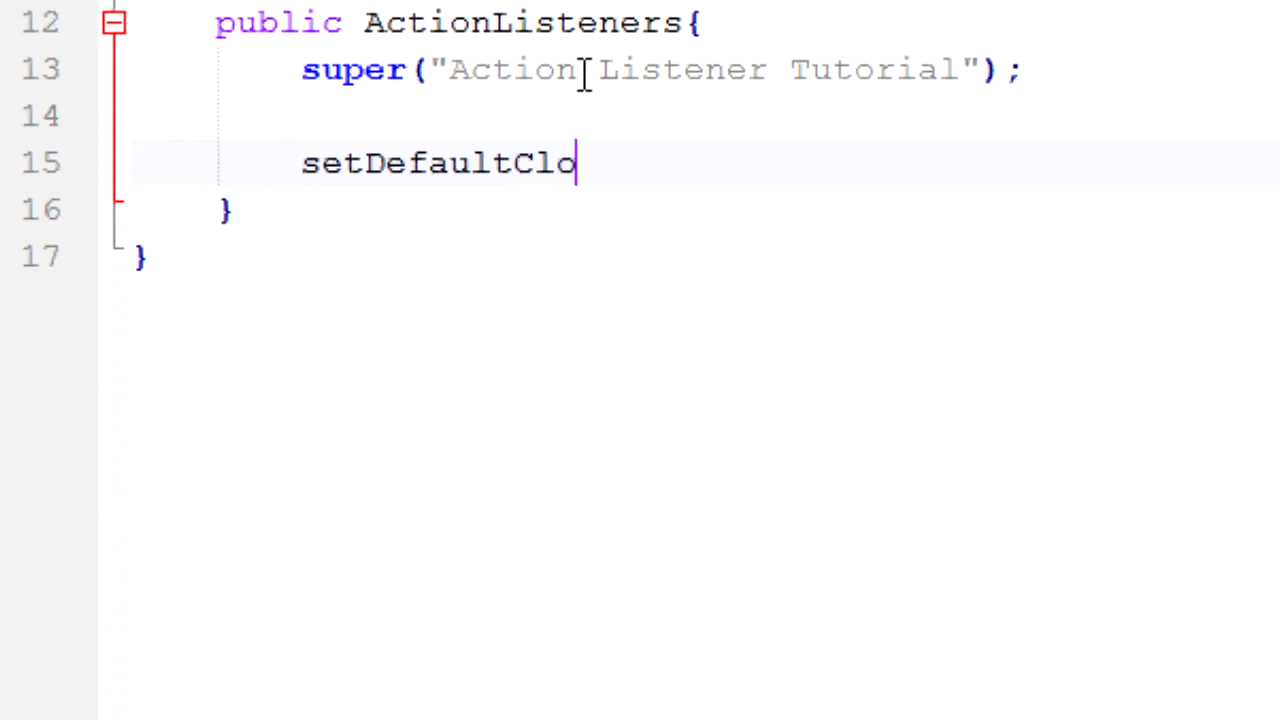 12 public ActionListeners{
13 super("Action Listener Tutorial");
14
15 setDefaultClo
16 }
17 }